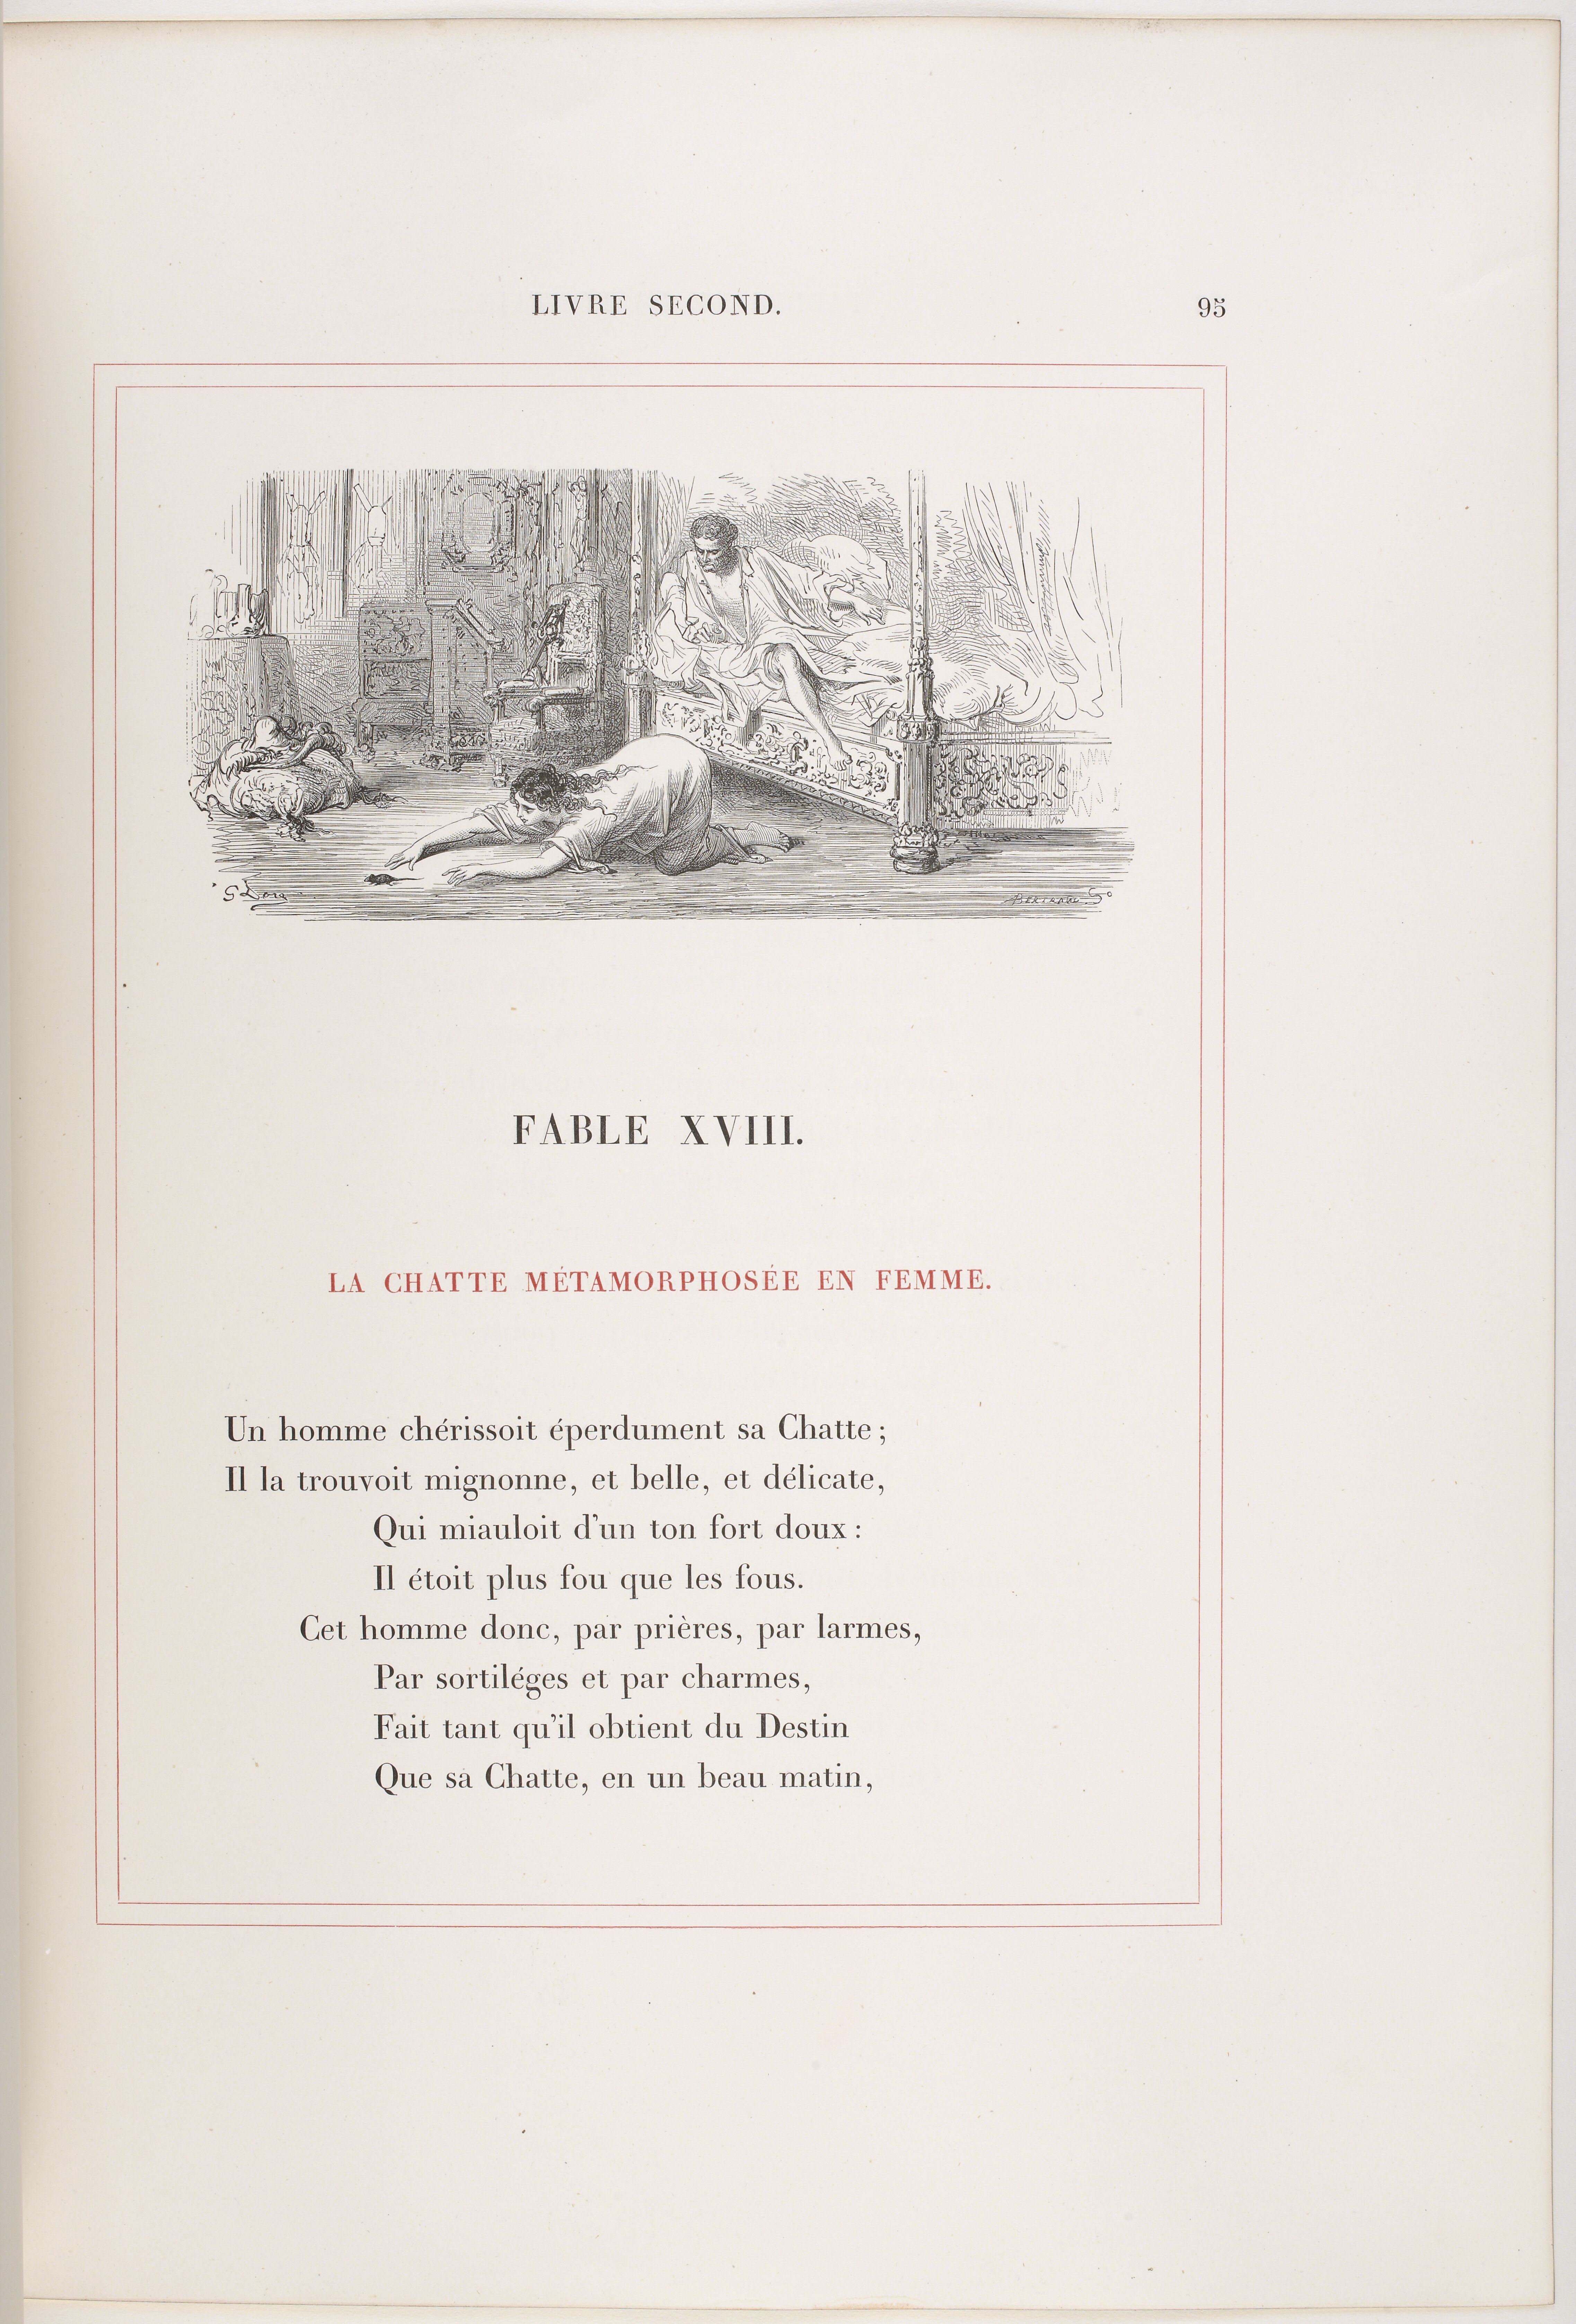 LIVRE SECOND. 95
G Doré
FABLE XVIII.
LA CHATTE MÉTAMORPHOSÉE EN FEMME.
Un homme chérissoit éperdument sa Chatte ;
Il la trouvoit mignonne, et belle, et délicate,
Qui miauloit d'un ton fort doux :
Il étoit plus fou que les fous.
Cet homme donc, par prières, par larmes,
Par sortiléges et par charmes,
Fait tant qu'il obtient du Destin
Que sa Chatte, en un beau matin,